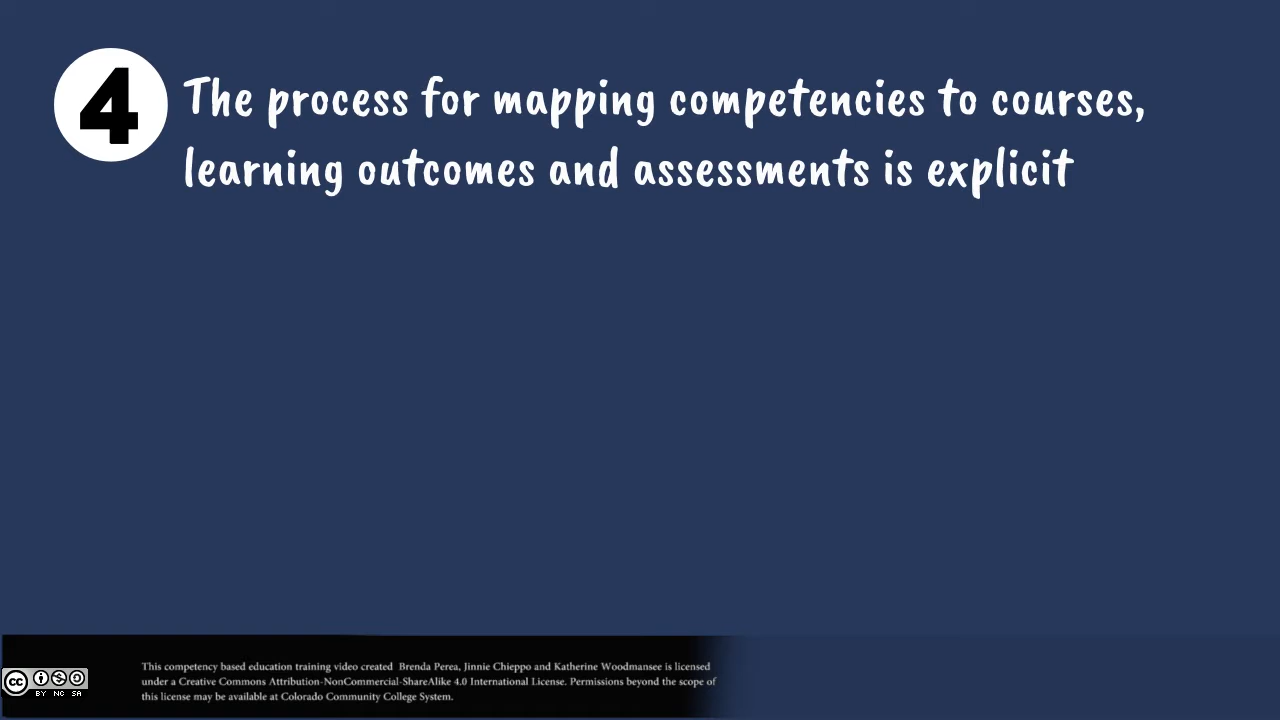 4 The process for mapping competencies to courses,
learning outcomes and assessments is explicit
This competency based education training video created  Brenda Perea, Jinnie Chieppo and Katherine Woodmansee is licensed
under a Creative Commons Attribution-NonCommercial-ShareAlike 4.0 International License. Permissions beyond the scope of
this license may be available at Colorado Community College System.
cc
BY NC SA